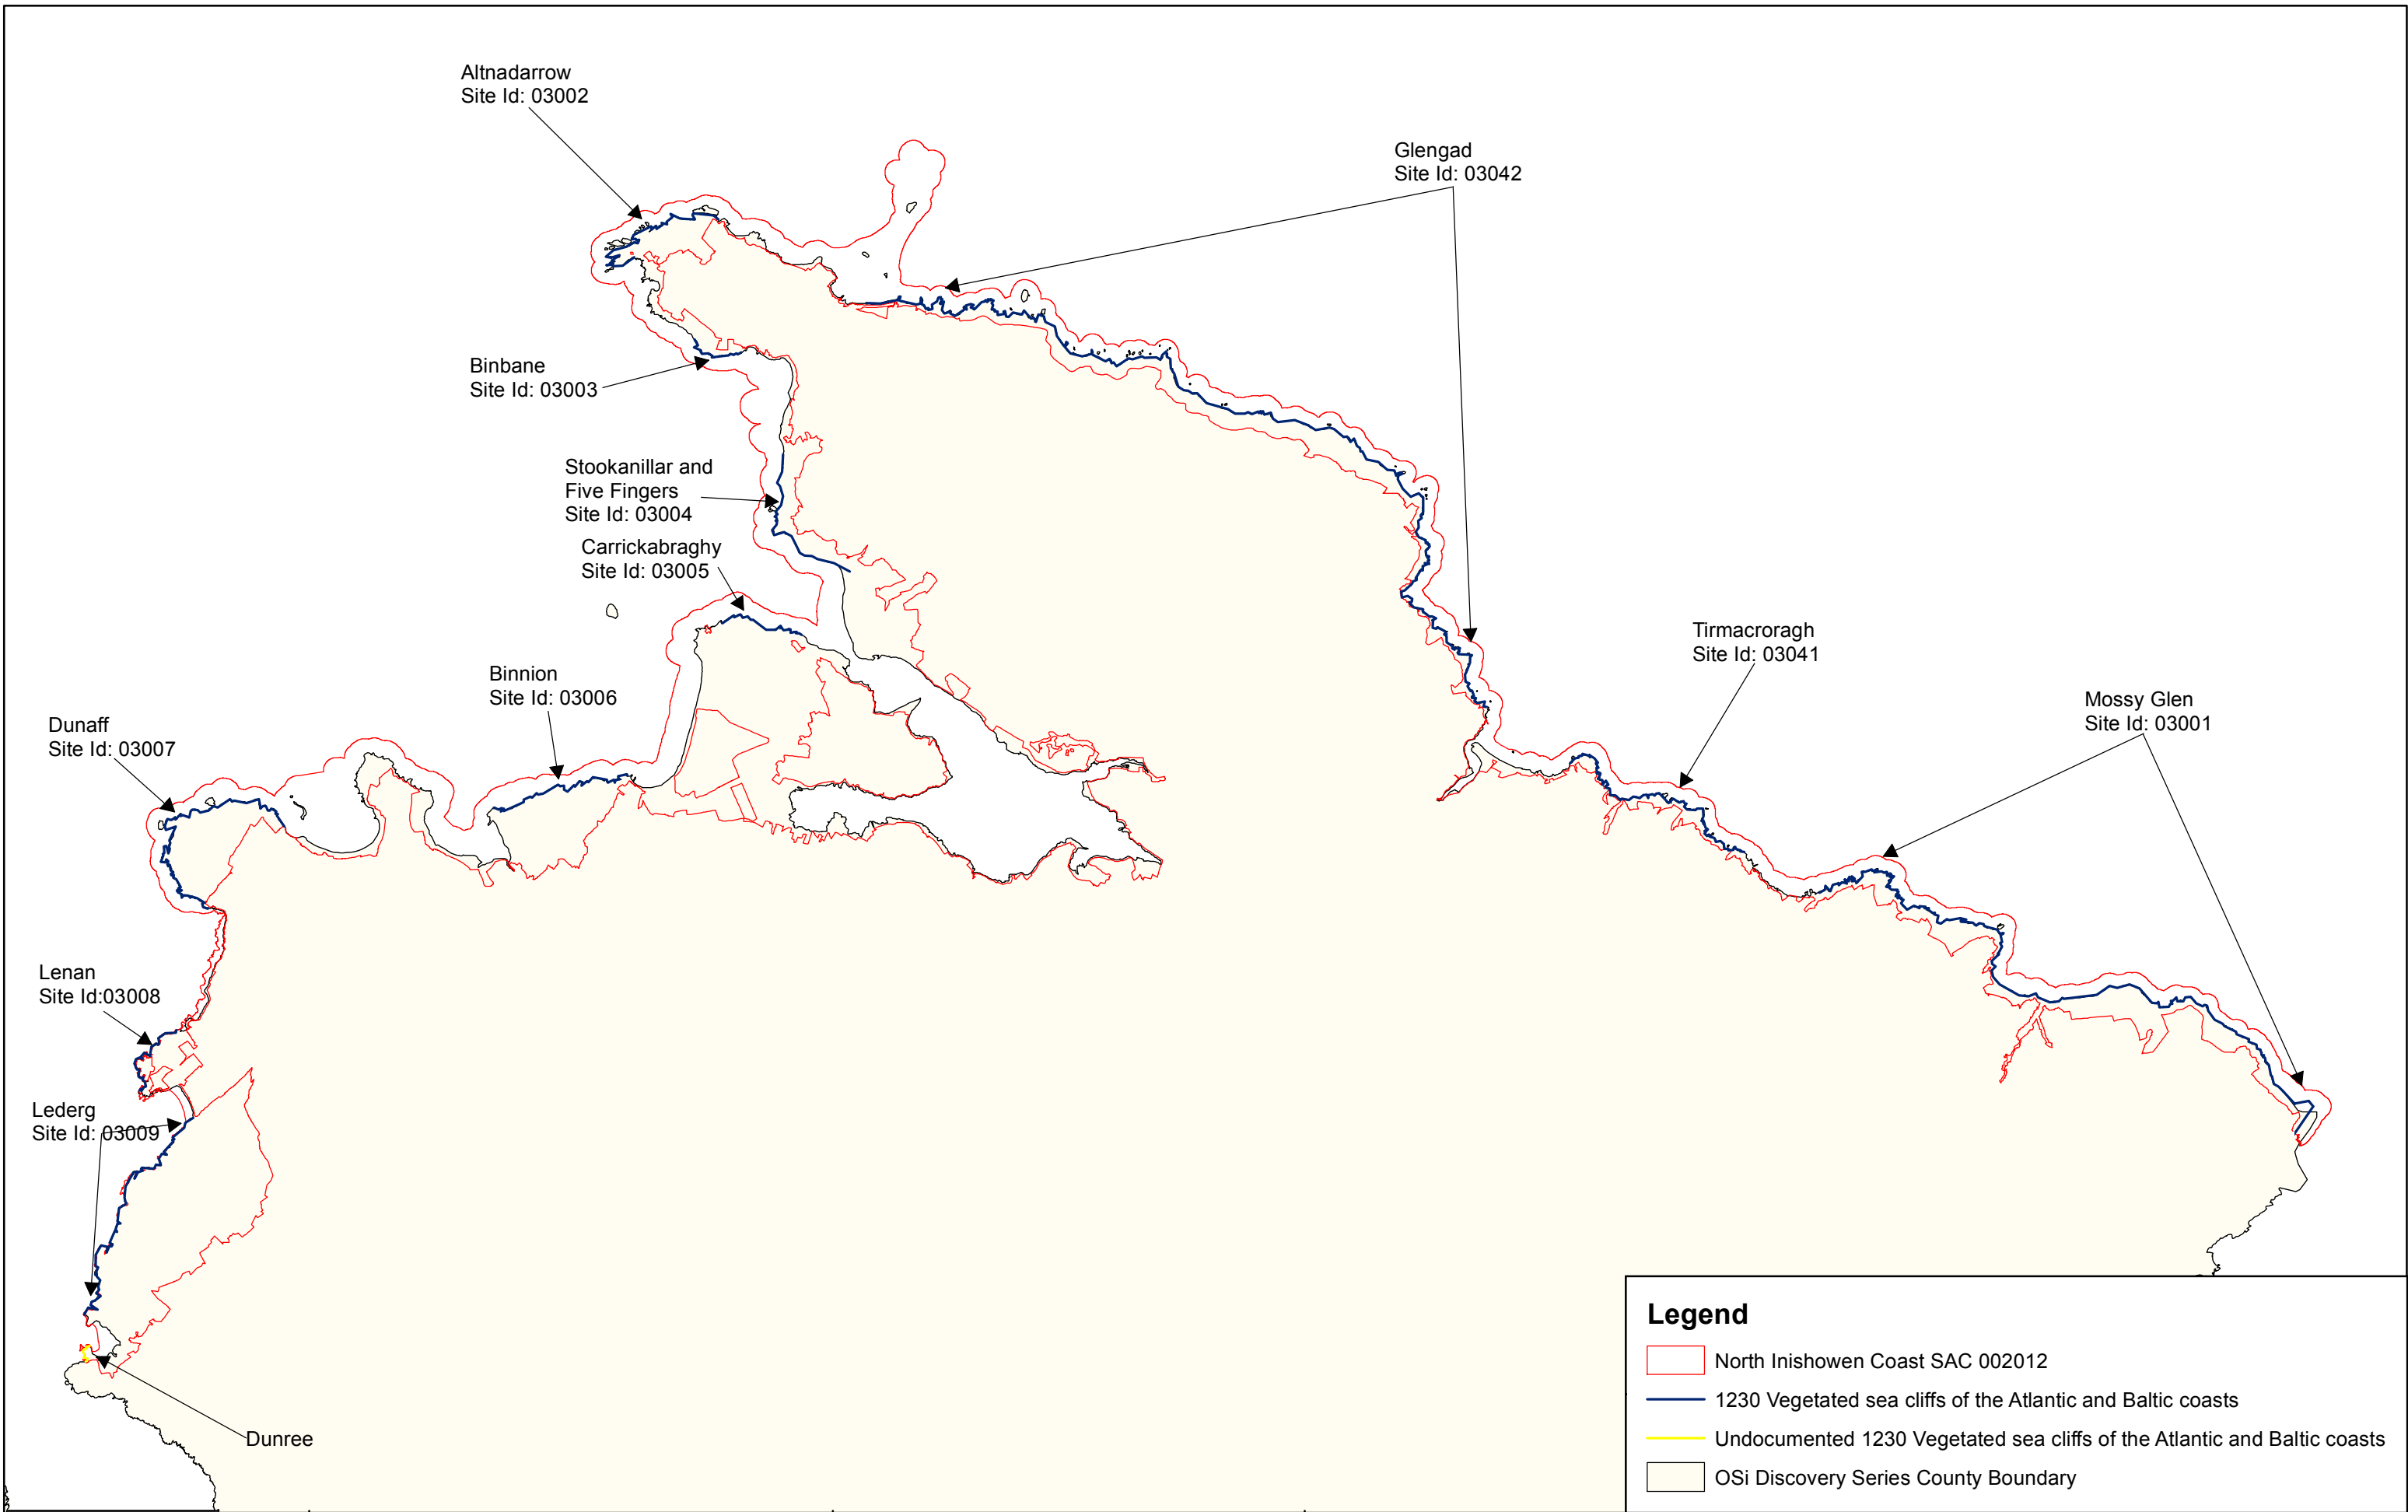 Altnadarrow
Site Id: 03002
Glengad
Site Id: 03042
Binbane
Site Id: 03003
Stookanillar and
Five Fingers
Site Id: 03004
Carrickabraghy
Site Id: 03005
Tirmacroragh
Site Id: 03041
Binnion
Site Id: 03006
Mossy Glen
Site Id: 03001
Dunaff
Site Id: 03007
Lenan
Site Id:03008
Lederg
Site Id: 03009
Dunree
Legend
North Inishowen Coast SAC 002012
1230 Vegetated sea cliffs of the Atlantic and Baltic coasts
Undocumented 1230 Vegetated sea cliffs of the Atlantic and Baltic coasts
OSi Discovery Series County Boundary